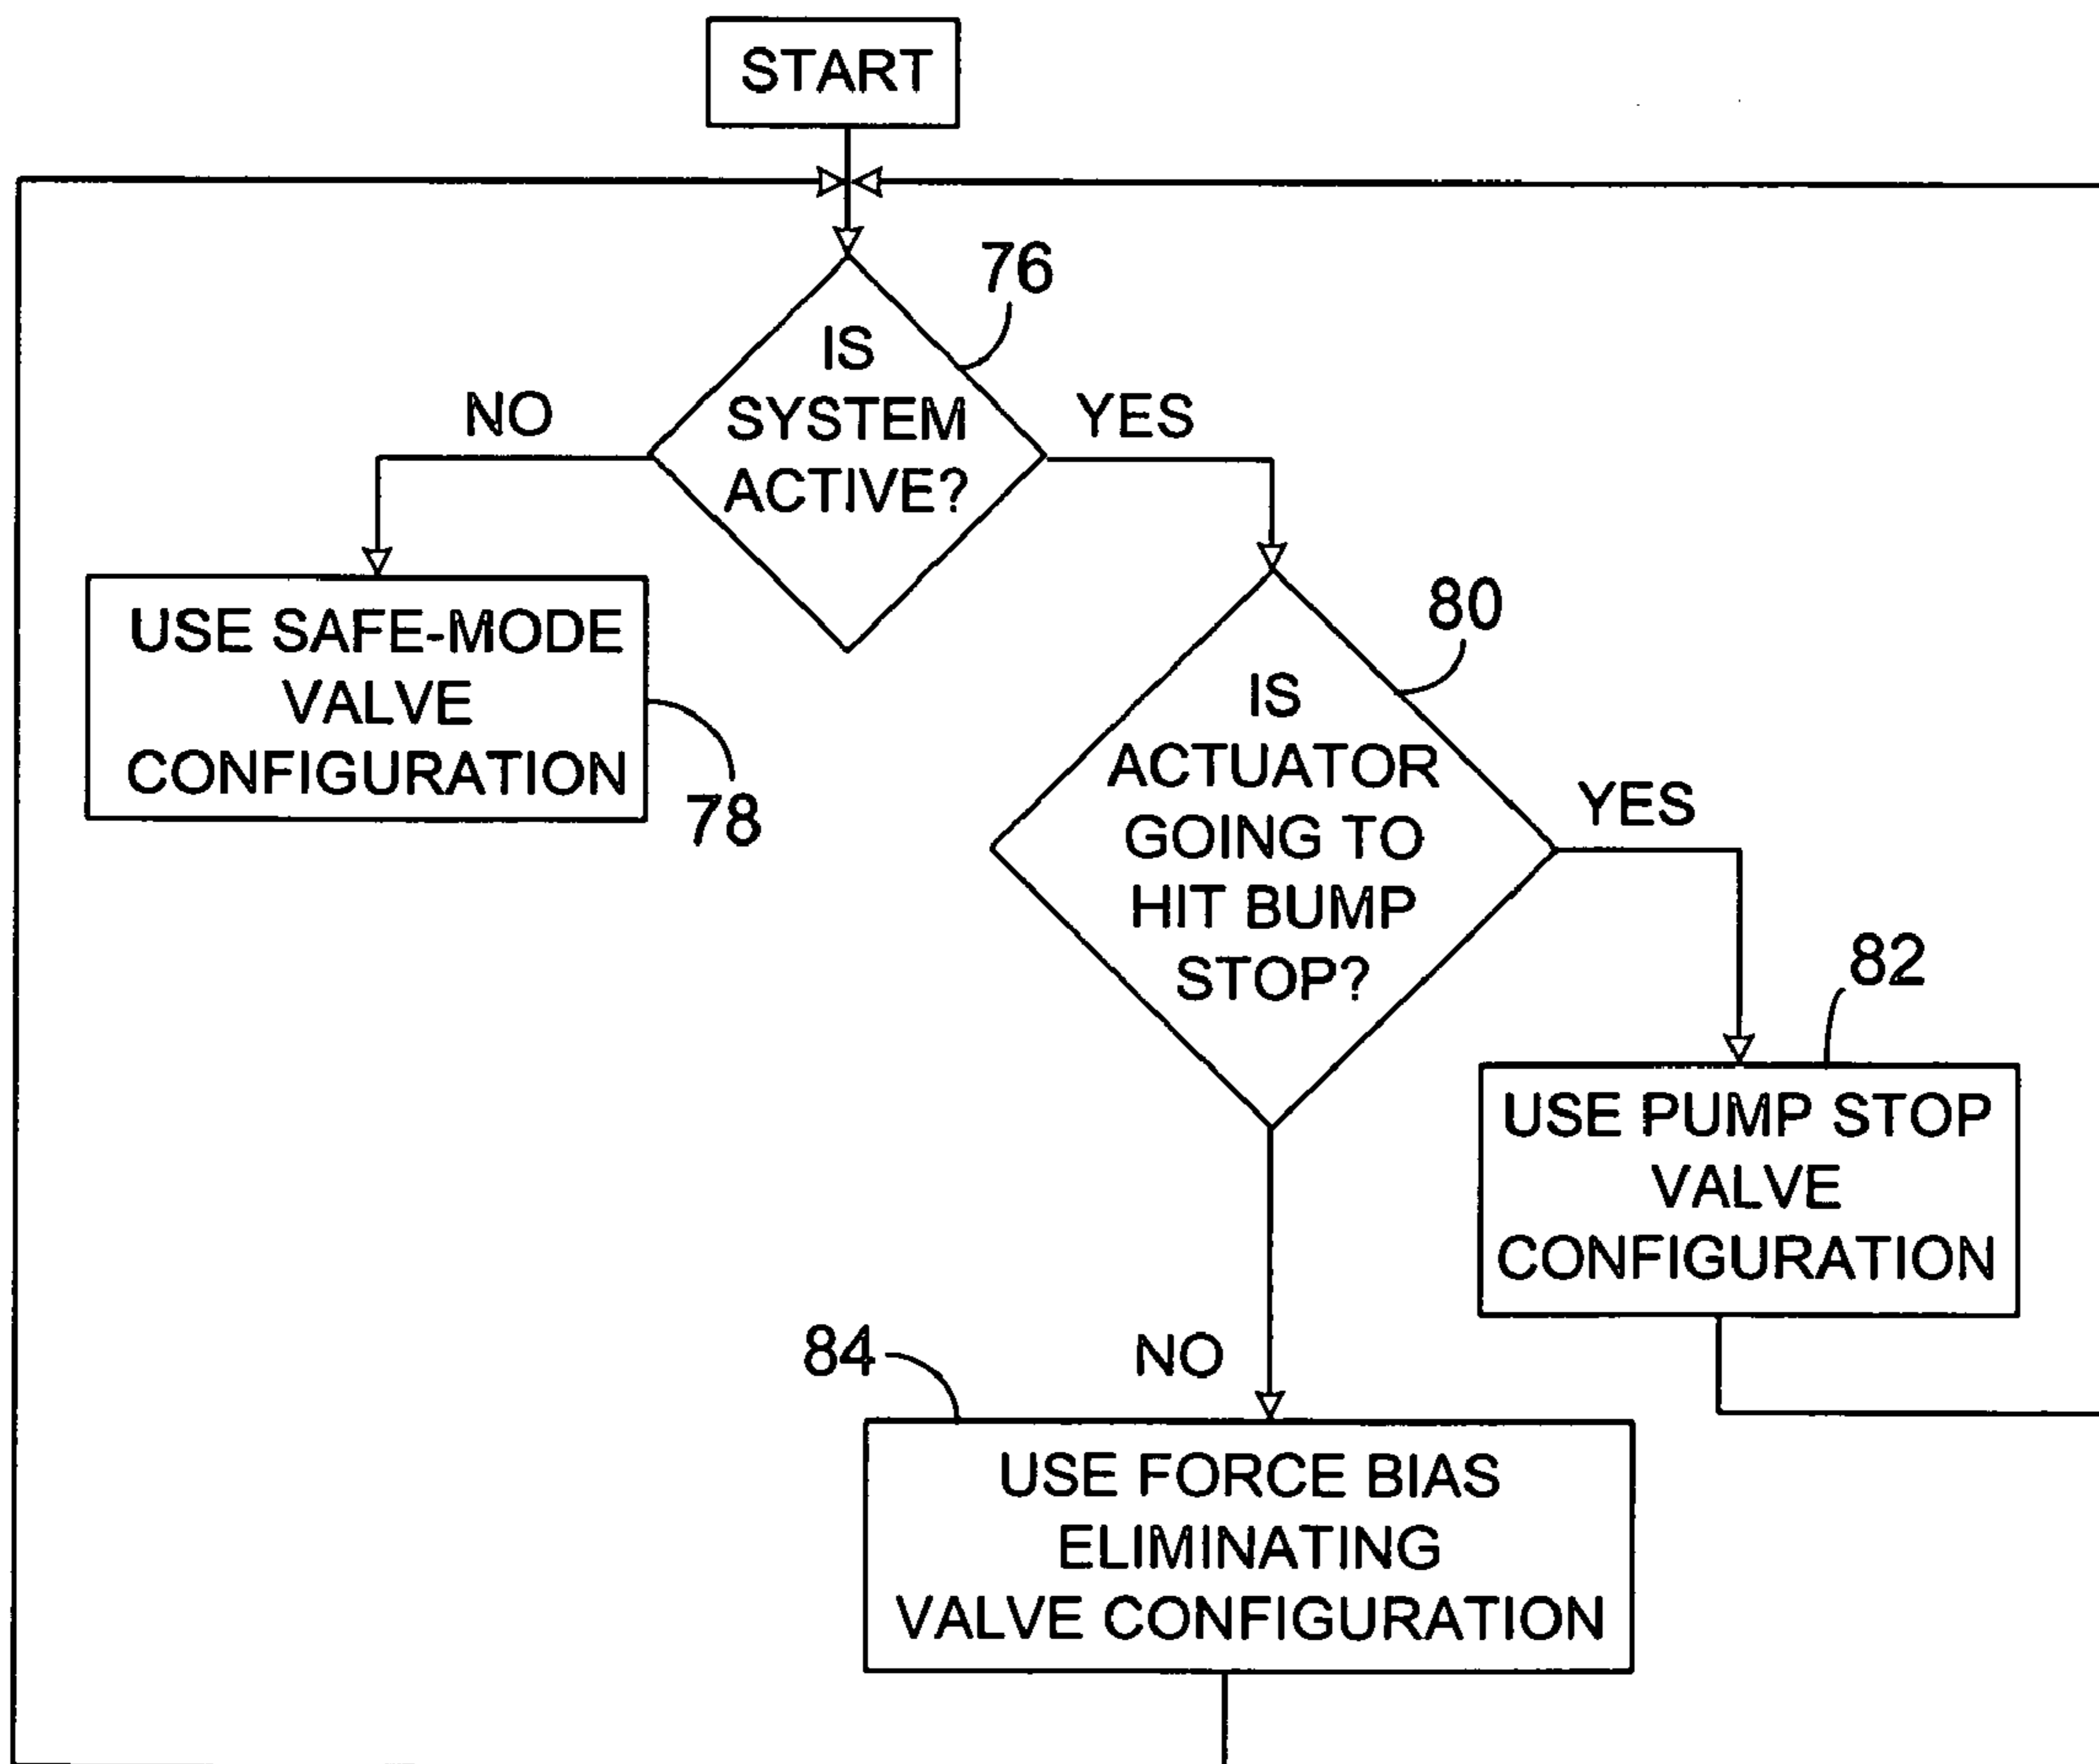 START
76
IS
SYSTEM
ACTIVE?
NO
YES
USE SAFE-MODE
VALVE
CONFIGURATION
78
80
IS
ACTUATOR
GOING TO
HIT BUMP
STOP?
YES
82
USE PUMP STOP
VALVE
CONFIGURATION
NO
84
USE FORCE BIAS
ELIMINATING
VALVE CONFIGURATION